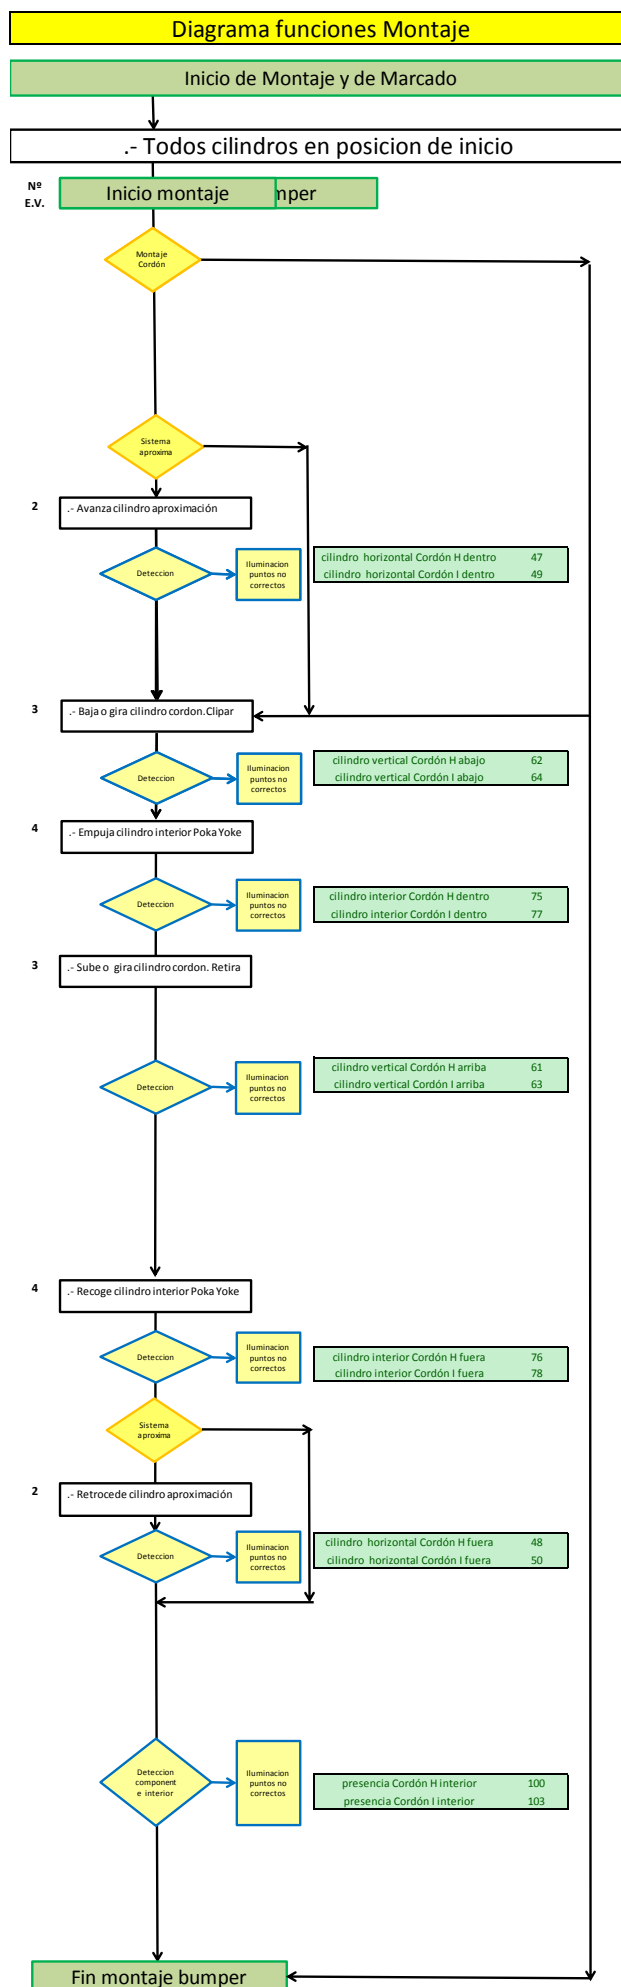 Diagrama funciones Montaje
Inicio de Montaje y de Marcado
.- Todos cilindros en posicion de inicio
Nº
E.V.
Inicio montaje
mper
Montaje
Cordón
Sistema
aproxima
2
.- Avanza cilindro aproximación
Deteccion
Iluminacion
puntos no
correctos
cilindro horizontal Cordón H dentro 47
cilindro horizontal Cordón I dentro 49
3
.- Baja o gira cilindro cordon.Clipar
Deteccion
Iluminacion
puntos no
correctos
cilindro vertical Cordón H abajo 62
cilindro vertical Cordón I abajo 64
4
.- Empuja cilindro interior Poka Yoke
Deteccion
Iluminacion
puntos no
correctos
cilindro interior Cordón H dentro 75
cilindro interior Cordón I dentro 77
3
.- Sube o gira cilindro cordon. Retira
Deteccion
Iluminacion
puntos no
correctos
cilindro vertical Cordón H arriba 61
cilindro vertical Cordón I arriba 63
4
.- Recoge cilindro interior Poka Yoke
Deteccion
Iluminacion
puntos no
correctos
cilindro interior Cordón H fuera 76
cilindro interior Cordón I fuera 78
Sistema
aproxima
2
.- Retrocede cilindro aproximación
Deteccion
Iluminacion
puntos no
correctos
cilindro horizontal Cordón H fuera 48
cilindro horizontal Cordón I fuera 50
Deteccion
component
e interior
Iluminacion
puntos no
correctos
presencia Cordón H interior 100
presencia Cordón I interior 103
Fin montaje bumper